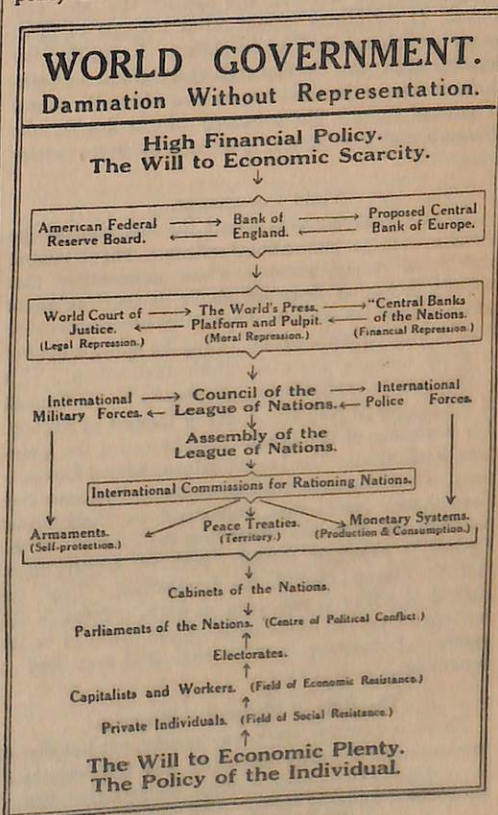 WORLD GOVERNMENT.
Damnation Without Representation.
High Financial Policy.
The Will to Economic Scarcity.
American Federal Reserve Board.
Bank of England.
Proposed Central Bank of Europe.
World Court of Justice.
(Legal Repression.)
The World's Press, Platform and Pulpit.
(Moral Repression.)
"Central Banks of the Nations.
(Financial Repression.)
International Military Forces.
Council of the League of Nations.
International Police Forces.
Assembly of the
League of Nations.
International Commissions for Rationing Nations.
Armaments.
(Self-protection.)
Peace Treaties.
(Territory.)
Monetary Systems.
(Production & Consumption.)
Cabinets of the Nations.
Parliaments of the Nations. (Centre of Political Conflict.)
Electorates.
Capitalists and Workers. (Field of Economic Resistance.)
Private Individuals. (Field of Social Resistance.)
The Will to Economic Plenty.
The Policy of the Individual.